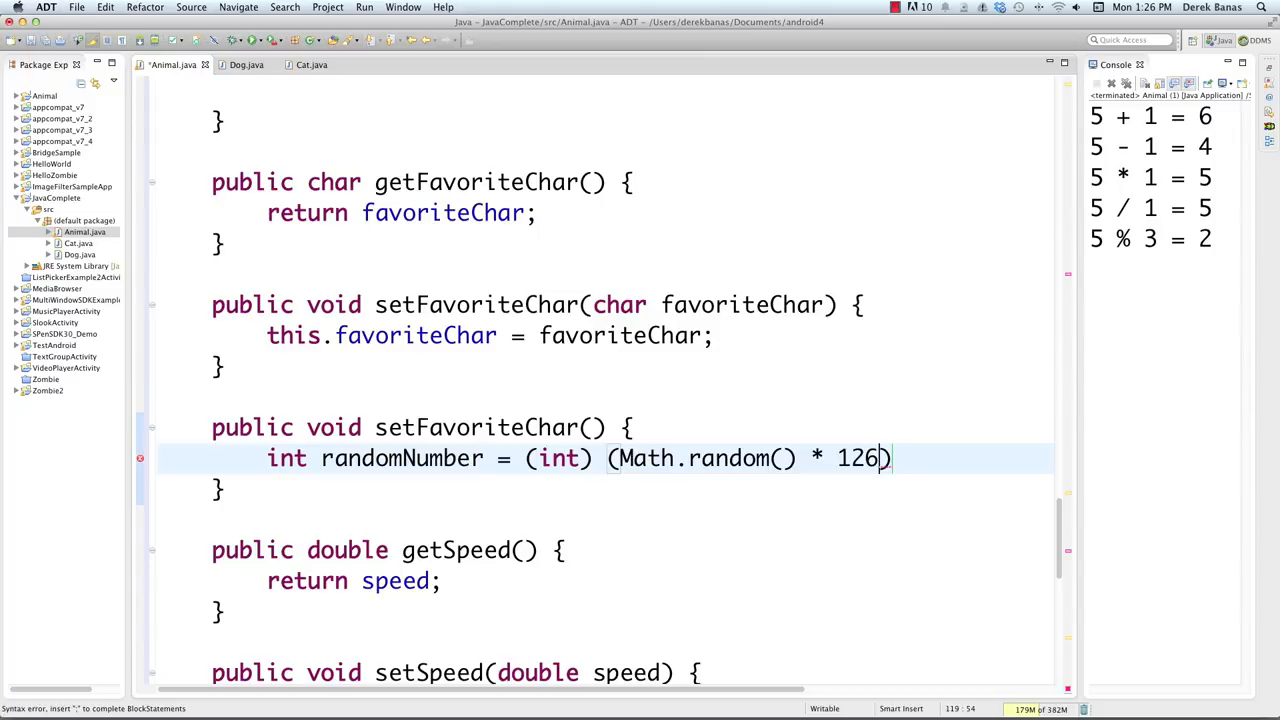 ADT File Edit Refactor Source Navigate Search Project Run Window Help 10 Mon 1:26 PM Derek Banas
Java - JavaComplete/src/Animal.java - ADT - /Users/derekbanas/Documents/android4
Quick Access Java DDMS
Package Exp
Animal
appcompat_v7
appcompat_v7_2
appcompat_v7_3
appcompat_v7_4
BridgeSample
HelloWorld
HelloZombie
ImageFilterSampleApp
JavaComplete
src
(default package)
Animal.java
Cat.java
Dog.java
JRE System Library [Ja
ListPickerExample2Activi
MediaBrowser
MultiWindowSDKExample
MusicPlayerActivity
SlookActivity
SPenSDK30_Demo
TestAndroid
TextGroupActivity
VideoPlayerActivity
Zombie
Zombie2
*Animal.java Dog.java Cat.java
}
public char getFavoriteChar() {
return favoriteChar;
}
public void setFavoriteChar(char favoriteChar) {
this.favoriteChar = favoriteChar;
}
public void setFavoriteChar() {
int randomNumber = (int) (Math.random() * 126)
}
public double getSpeed() {
return speed;
}
public void setSpeed(double speed) {
Console
<terminated> Animal (1) [Java Application] /S
5 + 1 = 6
5 - 1 = 4
5 * 1 = 5
5 / 1 = 5
5 % 3 = 2
Syntax error, insert ";" to complete BlockStatements Writable Smart Insert 119 : 54 179M of 382M